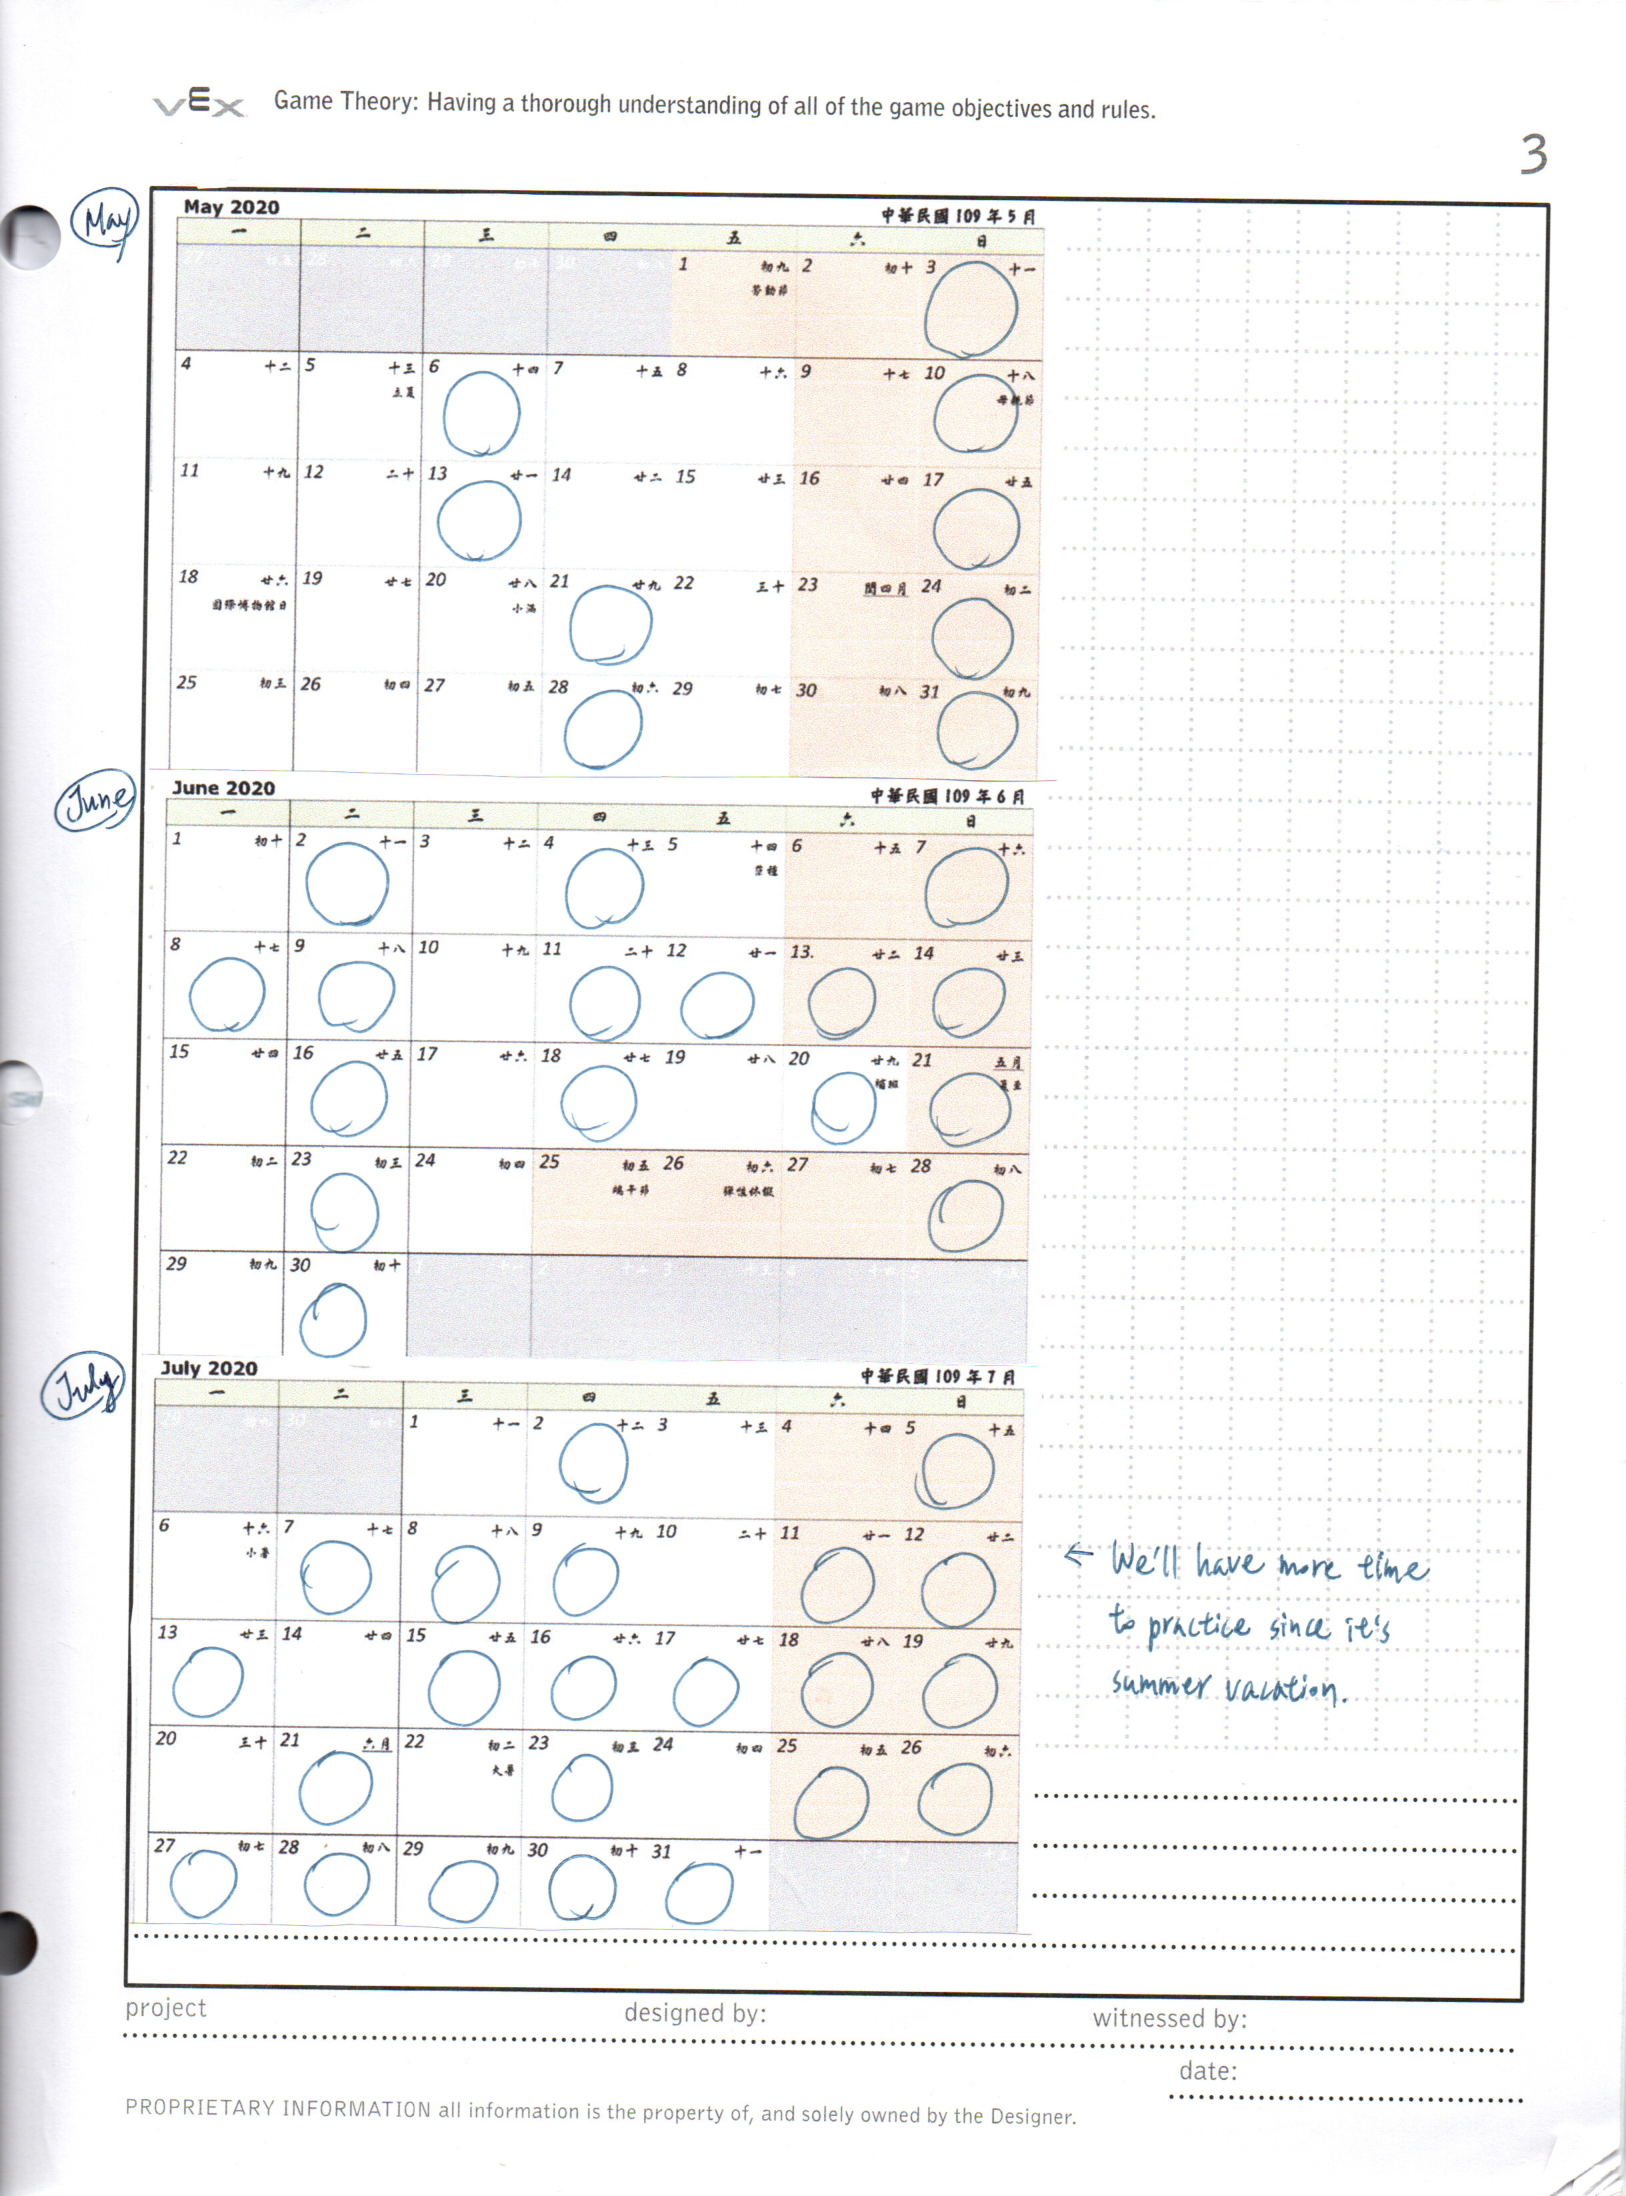 vEx Game Theory: Having a thorough understanding of all of the game objectives and rules.
3
May
May 2020 中華民國 109 年 5 月
一 二 三 四 五 六 日
1 初九 2 初十 3 十一
勞動節
4 十二 5 十三 6 十四 7 十五 8 十六 9 十七 10 十八
立夏 母親節
11 十九 12 二十 13 廿一 14 廿二 15 廿三 16 廿四 17 廿五
18 廿六 19 廿七 20 廿八 21 廿九 22 三十 23 閏四月 24 初二
國際博物館日 小滿
25 初三 26 初四 27 初五 28 初六 29 初七 30 初八 31 初九
June
June 2020 中華民國 109 年 6 月
一 二 三 四 五 六 日
1 初十 2 十一 3 十二 4 十三 5 十四 6 十五 7 十六
芒種
8 十七 9 十八 10 十九 11 二十 12 廿一 13. 廿二 14 廿三
15 廿四 16 廿五 17 廿六 18 廿七 19 廿八 20 廿九 21 五月
補班 夏至
22 初二 23 初三 24 初四 25 初五 26 初六 27 初七 28 初八
端午節 彈性休假
29 初九 30 初十
July
July 2020 中華民國 109 年 7 月
一 二 三 四 五 六 日
1 十一 2 十二 3 十三 4 十四 5 十五
6 十六 7 十七 8 十八 9 十九 10 二十 11 廿一 12 廿二
小暑
← We'll have more time
to practice since it's
summer vacation.
13 廿三 14 廿四 15 廿五 16 廿六 17 廿七 18 廿八 19 廿九
20 三十 21 六月 22 初二 23 初三 24 初四 25 初五 26 初六
大暑
27 初七 28 初八 29 初九 30 初十 31 十一
project designed by: witnessed by:
date:
PROPRIETARY INFORMATION all information is the property of, and solely owned by the Designer.